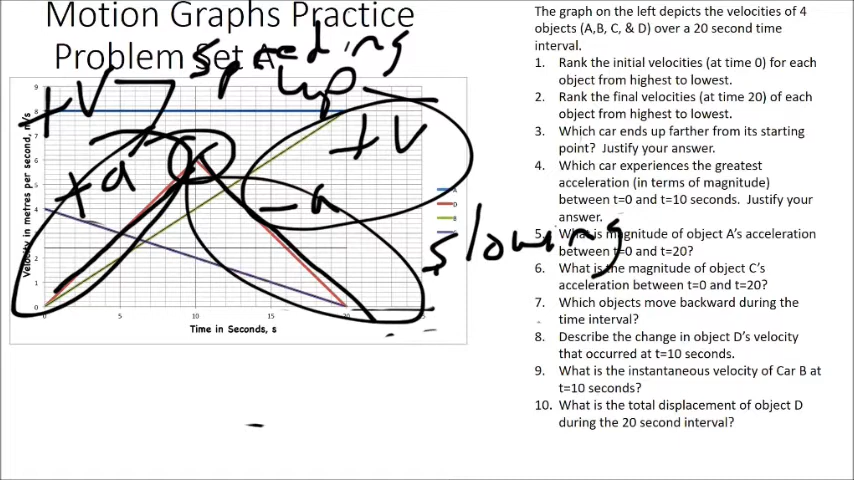 Motion Graphs Practice
Problem Set A
speeding
up
+V
+a
+V
-a
slowing
Velocity in metres per second, m/s
9
8
7
6
5
4
2
1
0
5
10
15
20
Time in Seconds, s
A
D
B
The graph on the left depicts the velocities of 4
objects (A,B, C, & D) over a 20 second time
interval.
1. Rank the initial velocities (at time 0) for each
object from highest to lowest.
2. Rank the final velocities (at time 20) of each
object from highest to lowest.
3. Which car ends up farther from its starting
point? Justify your answer.
4. Which car experiences the greatest
acceleration (in terms of magnitude)
between t=0 and t=10 seconds. Justify your
answer.
5. What is magnitude of object A's acceleration
between t=0 and t=20?
6. What is the magnitude of object C's
acceleration between t=0 and t=20?
7. Which objects move backward during the
time interval?
8. Describe the change in object D's velocity
that occurred at t=10 seconds.
9. What is the instantaneous velocity of Car B at
t=10 seconds?
10. What is the total displacement of object D
during the 20 second interval?